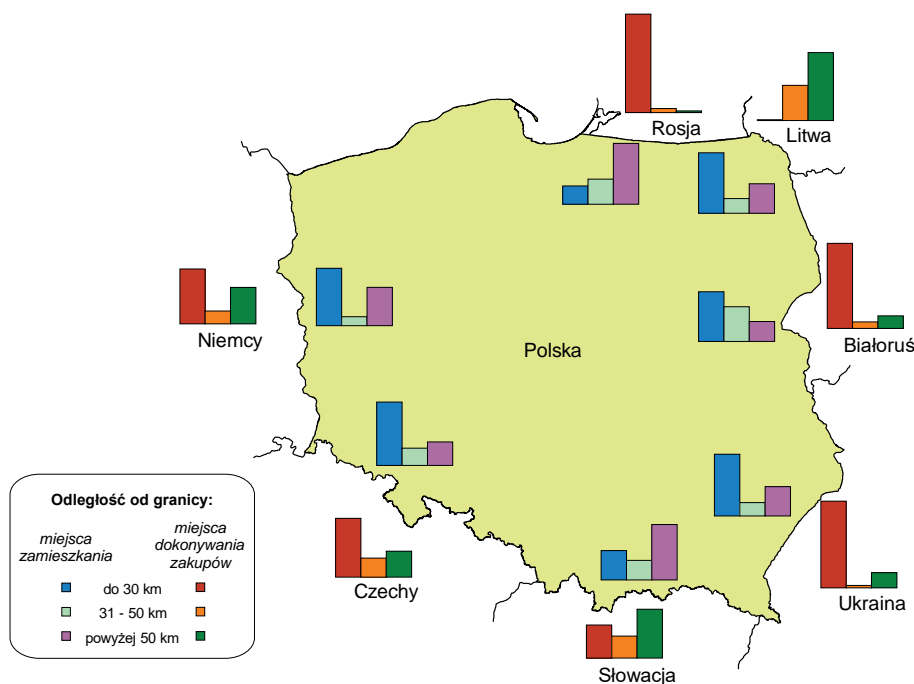 Rosja
Litwa
Niemcy
Polska
Białoruś
Odległość od granicy:
miejsca
zamieszkania
miejsca
dokonywania
zakupów
do 30 km
31 - 50 km
powyżej 50 km
Czechy
Słowacja
Ukraina